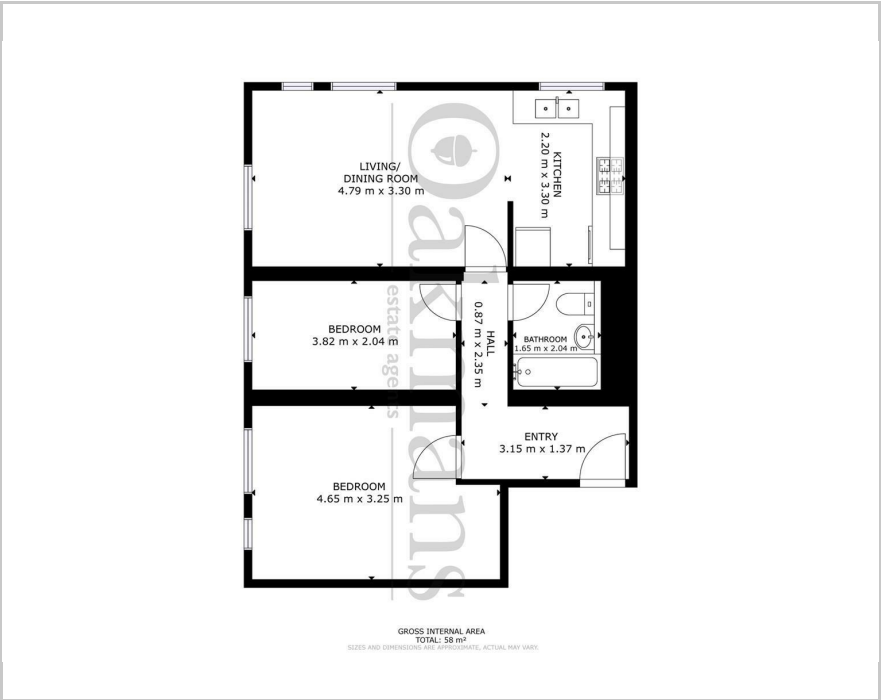 LIVING/
DINING ROOM
4.79 m x 3.30 m
KITCHEN
2.20 m x 3.30 m
BEDROOM
3.82 m x 2.04 m
HALL
0.87 m x 2.35 m
BATHROOM
1.65 m x 2.04 m
ENTRY
3.15 m x 1.37 m
BEDROOM
4.65 m x 3.25 m
Oakmans
estate agents
GROSS INTERNAL AREA
TOTAL: 58 m²
SIZES AND DIMENSIONS ARE APPROXIMATE, ACTUAL MAY VARY.